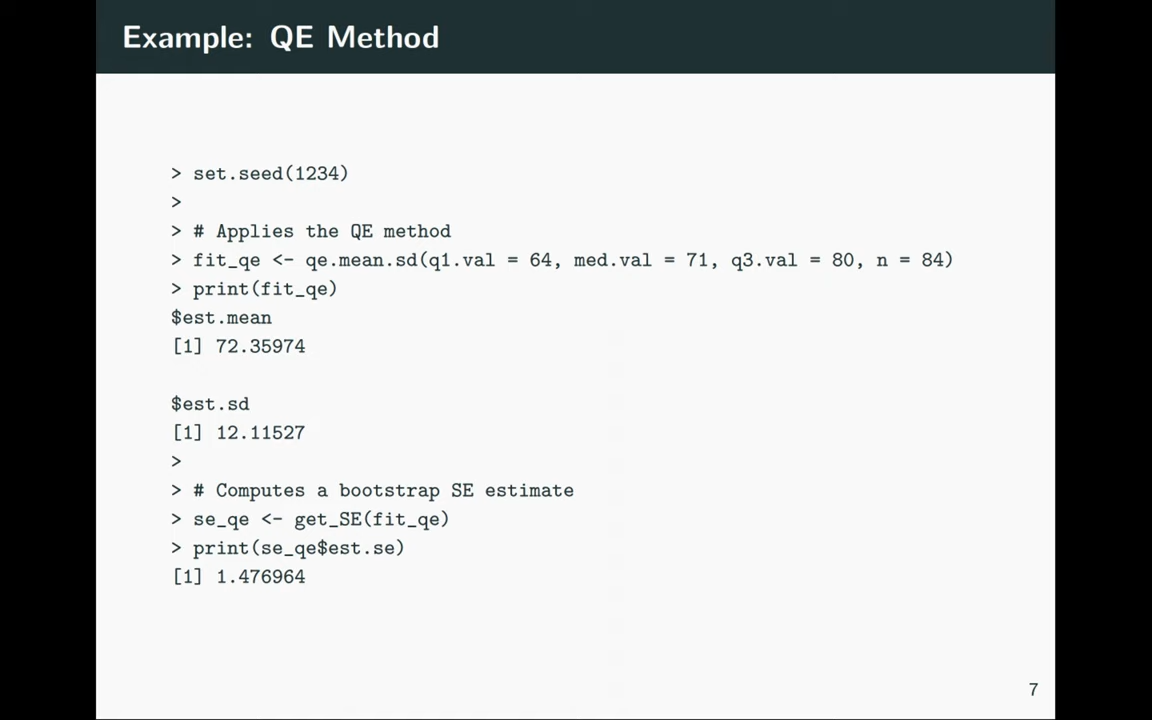 Example: QE Method
> set.seed(1234)
>
> # Applies the QE method
> fit_qe <- qe.mean.sd(q1.val = 64, med.val = 71, q3.val = 80, n = 84)
> print(fit_qe)
$est.mean
[1] 72.35974
$est.sd
[1] 12.11527
>
> # Computes a bootstrap SE estimate
> se_qe <- get_SE(fit_qe)
> print(se_qe$est.se)
[1] 1.476964
7